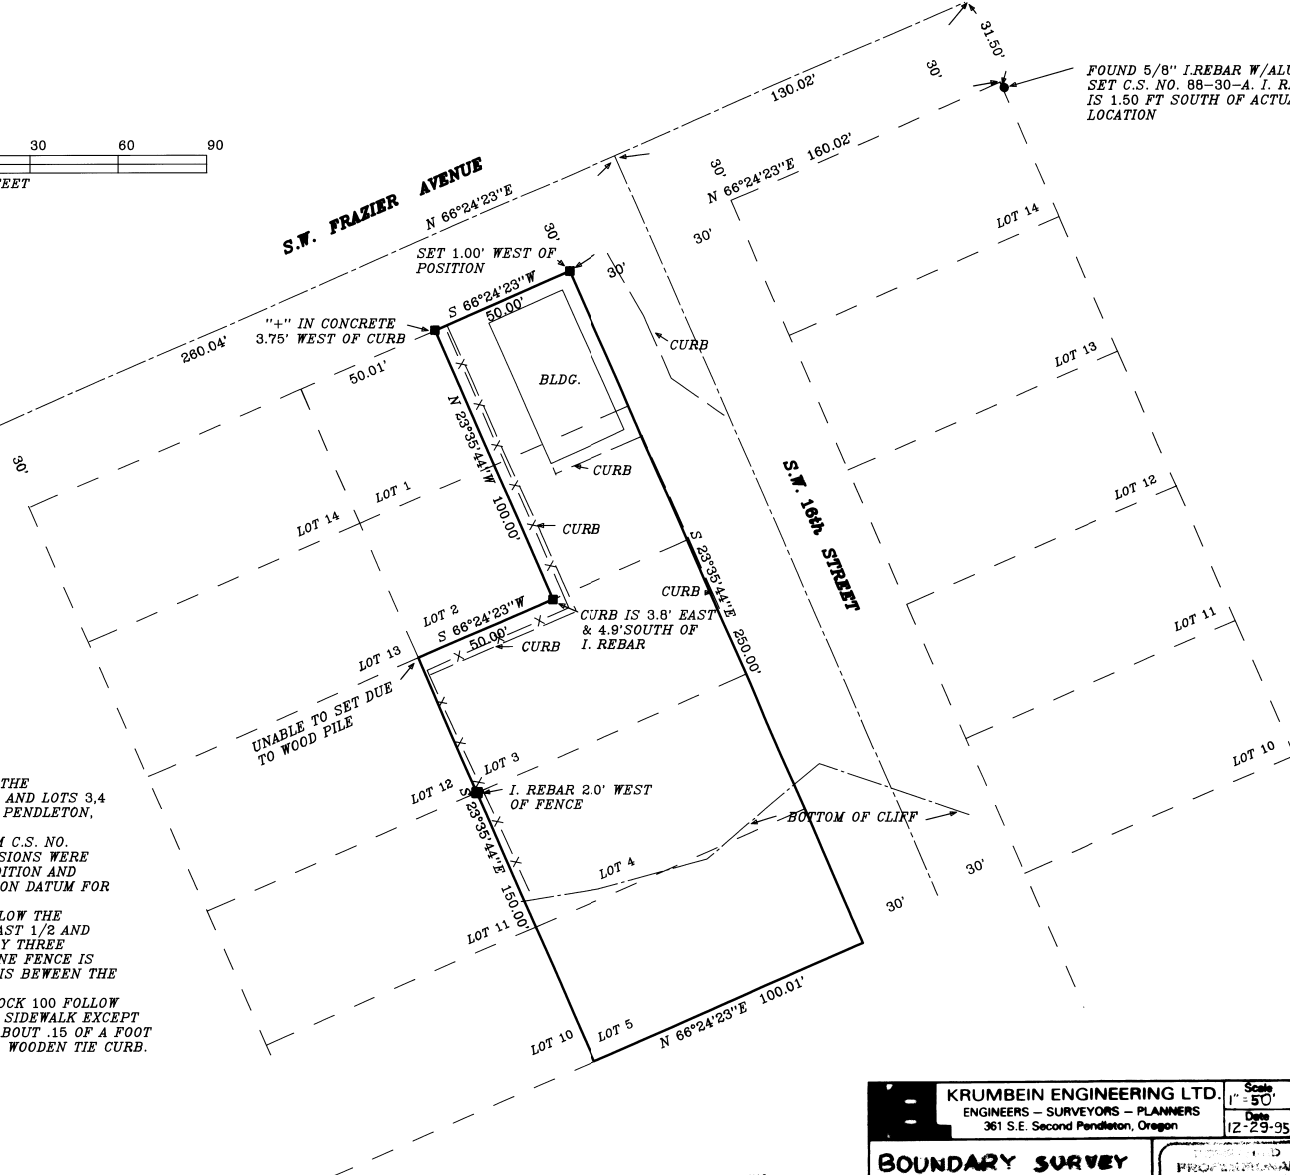 31.50'
30'
FOUND 5/8" I.REBAR W/ALU
SET C.S. NO. 88-30-A. I. R
IS 1.50 FT SOUTH OF ACTU
LOCATION
130.02'
30 60 90
FEET
S.W. FRAZIER AVENUE
N 66°24'23"E
30'
N 66°24'23"E 160.02'
LOT 14
30'
30'
30'
SET 1.00' WEST OF
POSITION
S 66°24'23"W
50.00'
"+" IN CONCRETE
3.75' WEST OF CURB
260.04'
50.01'
CURB
LOT 13
BLDG.
N 23°35'44"W 100.00'
30'
CURB
S.W. 16th STREET
LOT 12
LOT 1
LOT 14
CURB
S 23°35'44"E 250.00'
CURB
LOT 2
S 66°24'23"W
50.00'
CURB IS 3.8' EAST
& 4.9'SOUTH OF
I. REBAR
CURB
LOT 11
LOT 13
UNABLE TO SET DUE
TO WOOD PILE
LOT 10
LOT 3
LOT 12
I. REBAR 2.0' WEST
OF FENCE
S 23°35'44"E 150.00'
BOTTOM OF CLIFF
LOT 4
30'
30'
LOT 11
LOT 10
LOT 5
N 66°24'23"E 100.01'
THE
AND LOTS 3,4
PENDLETON,
M C.S. NO.
SIONS WERE
DITION AND
ON DATUM FOR
LOW THE
AST 1/2 AND
Y THREE
NE FENCE IS
IS BEWEEN THE
OCK 100 FOLLOW
SIDEWALK EXCEPT
BOUT .15 OF A FOOT
WOODEN TIE CURB.
KRUMBEIN ENGINEERING LTD.
ENGINEERS – SURVEYORS – PLANNERS
361 S.E. Second Pendleton, Oregon
Scale
1"=50'
Date
12-29-95
BOUNDARY SURVEY